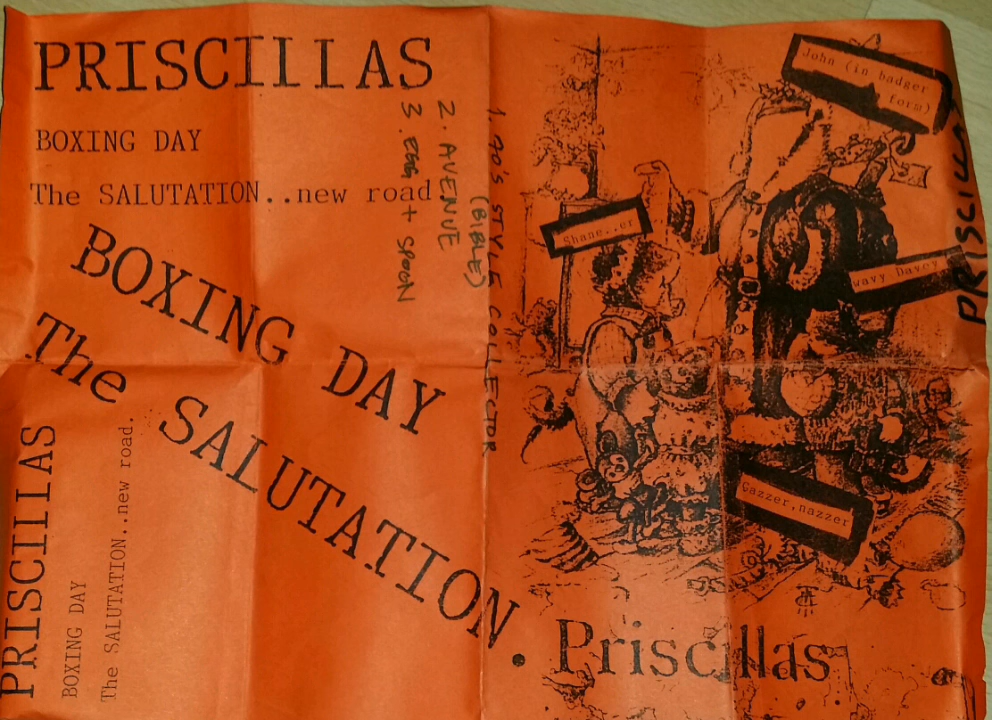 PRISCILLAS
BOXING DAY
The SALUTATION..new road.
BOXING DAY
The SALUTATION.
PRISCILLAS
BOXING DAY
The SALUTATION..new road.
1. 90's STYLE COLLECTOR
(BIBLES)
2. AVENUE
3. EGG + SPOON
John (in badger
form)
Shane..er
wavy Davey
Gazzer,nazzer
Priscillas
PRISCILLAS